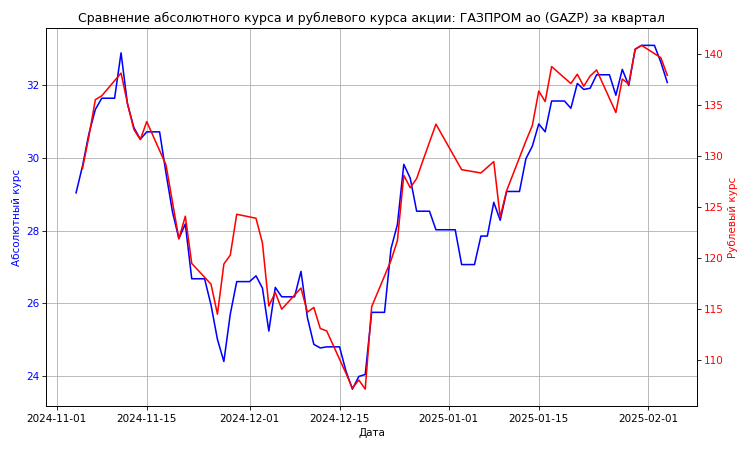 Сравнение абсолютного курса и рублевого курса акции: ГАЗПРОМ ао (GAZP) за квартал
Абсолютный курс
32
30
28
26
24
140
135
130
125
120
115
110
Рублевый курс
2024-11-01 2024-11-15 2024-12-01 2024-12-15 2025-01-01 2025-01-15 2025-02-01
Дата